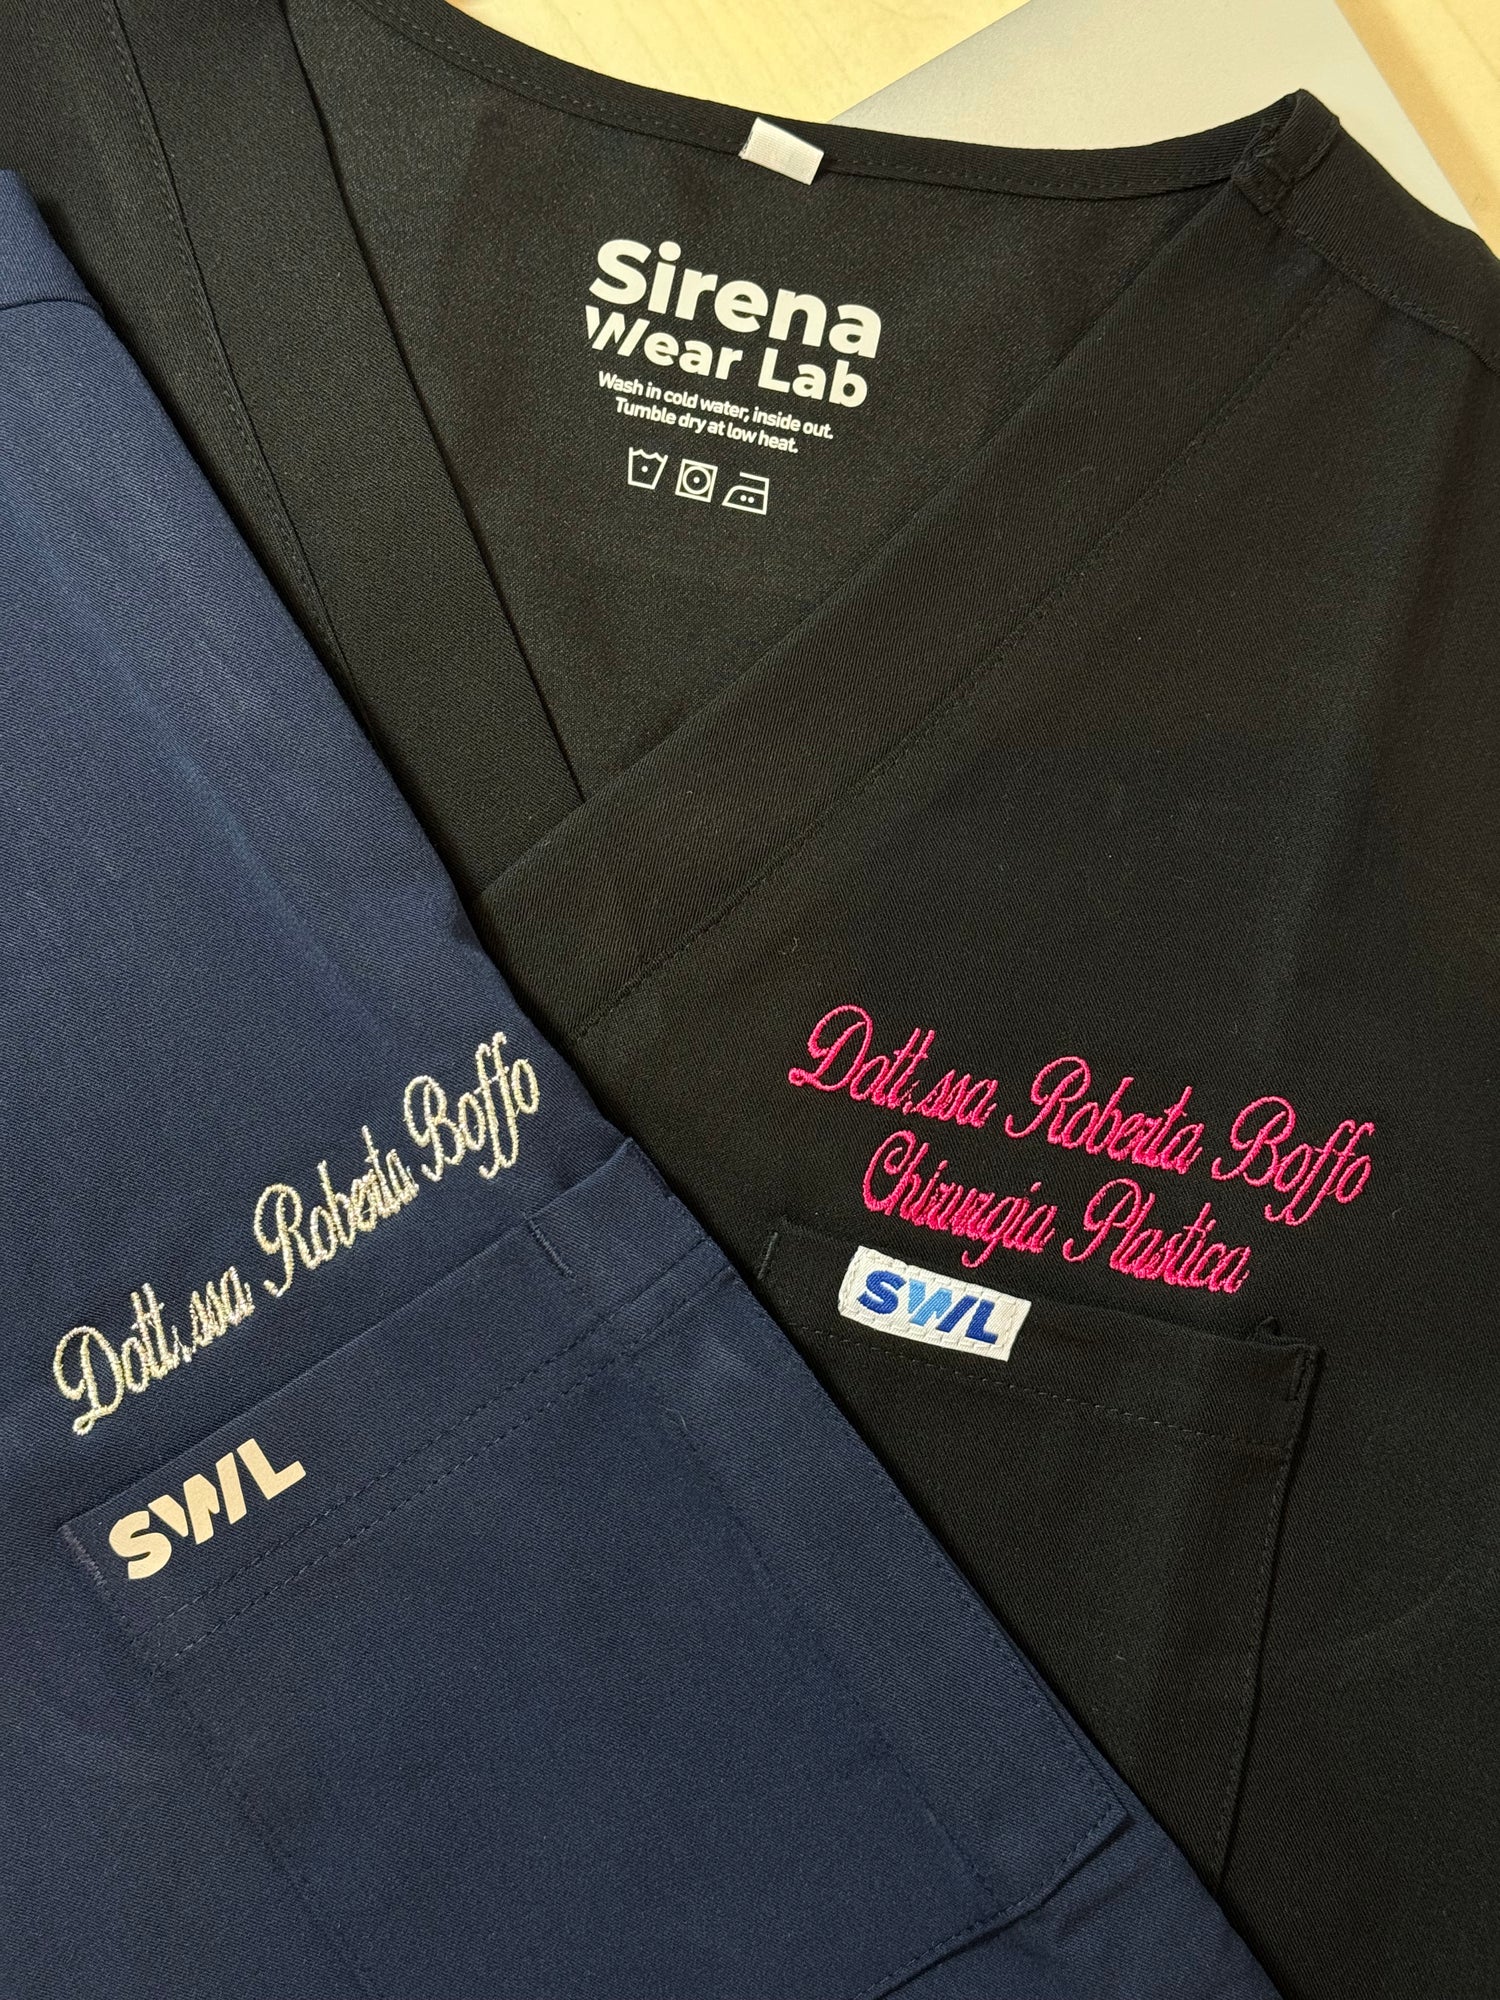 Sirena
Wear Lab
Wash in cold water, inside out.
Tumble dry at low heat.
Dott.ssa Roberta Boffo
Chirurgia Plastica
SWL
Dott.ssa Roberta Boffo
SWL